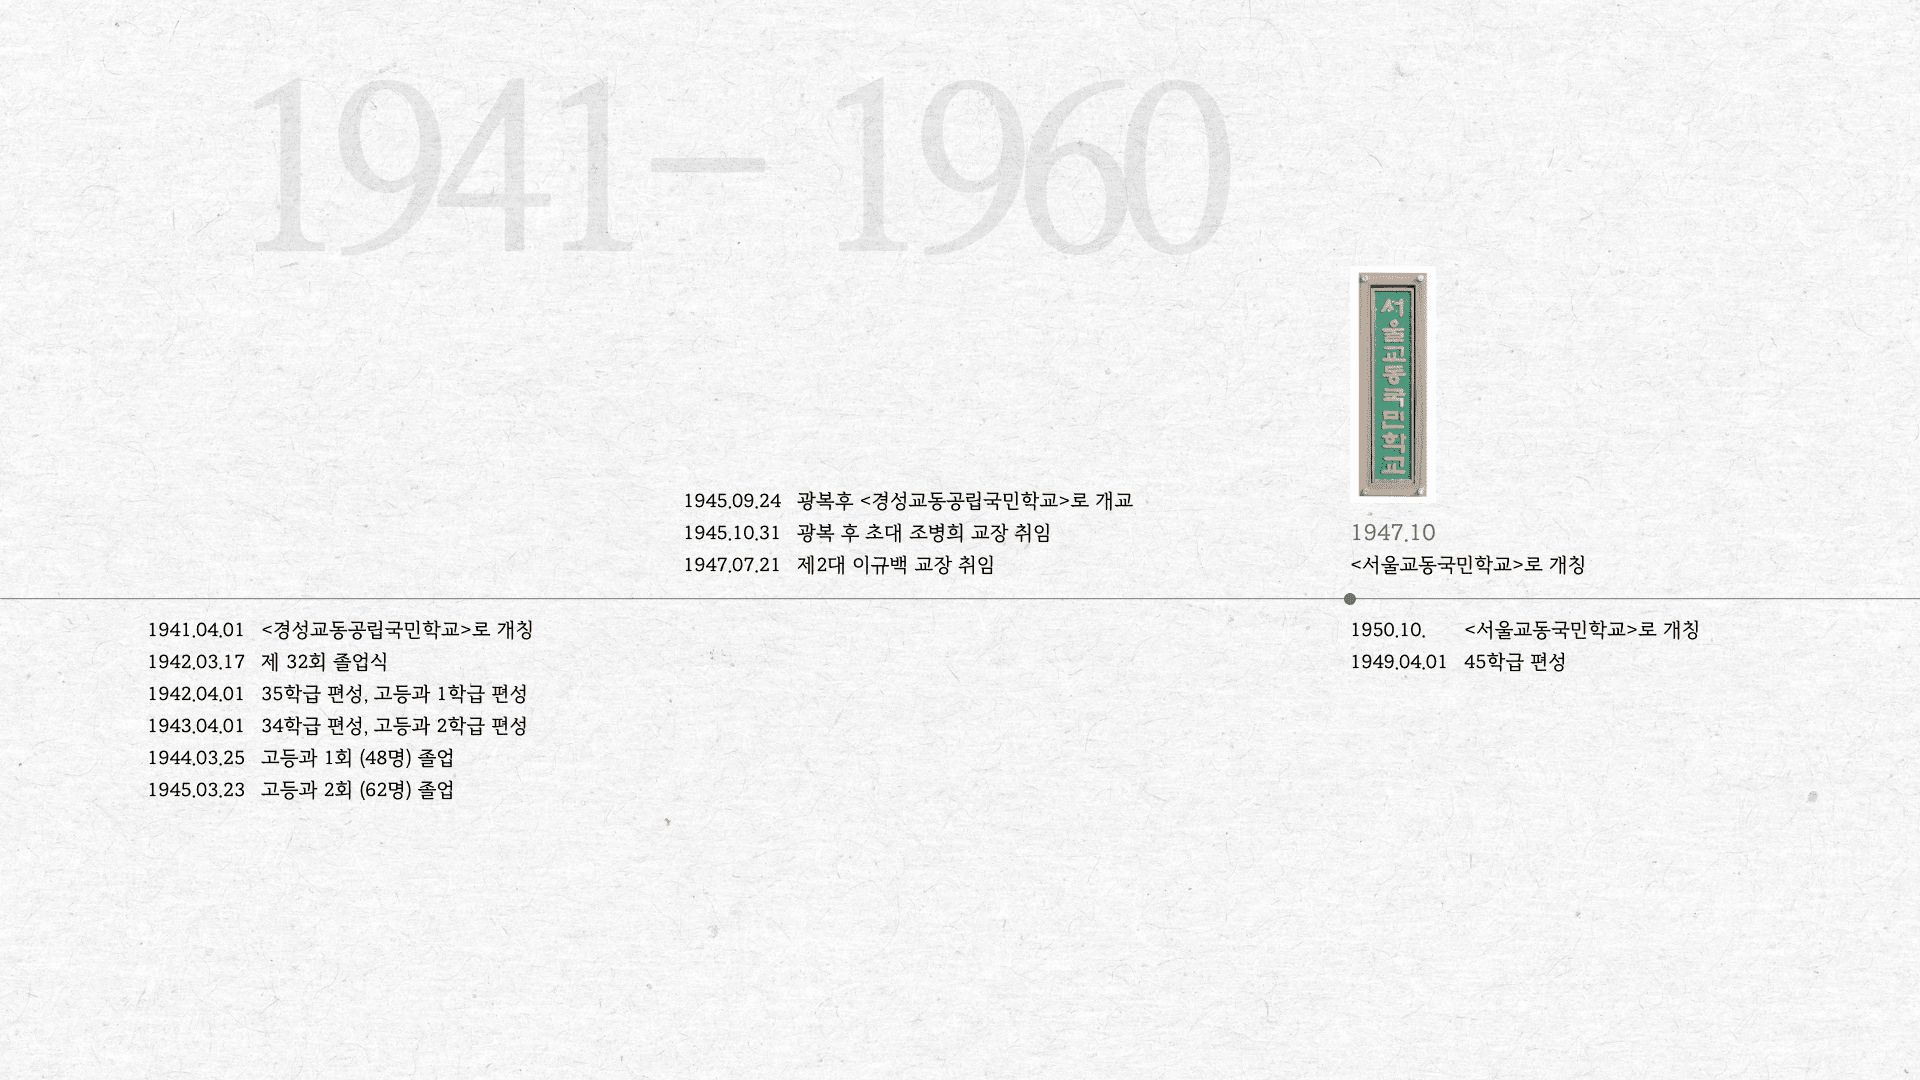 1941— 1960
서울교동국민학교
1945.09.24 광복후 <경성교동공립국민학교>로 개교
1945.10.31 광복 후 초대 조병희 교장 취임
1947.07.21 제2대 이규백 교장 취임
1947.10
<서울교동국민학교>로 개칭
1941.04.01 <경성교동공립국민학교>로 개칭
1942.03.17 제 32회 졸업식
1942.04.01 35학급 편성, 고등과 1학급 편성
1943.04.01 34학급 편성, 고등과 2학급 편성
1944.03.25 고등과 1회 (48명) 졸업
1945.03.23 고등과 2회 (62명) 졸업
1950.10. <서울교동국민학교>로 개칭
1949.04.01 45학급 편성